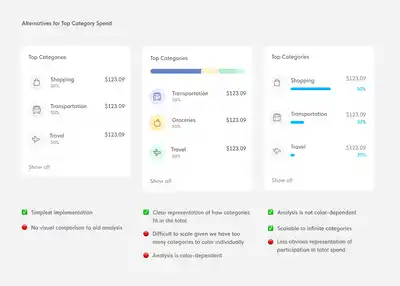 Alternatives for Top Category Spend
Top Categories
Shopping
$123.09
50%
Transportation
$123.09
50%
Travel
$123.09
50%
Show all
Simplest implementation
No visual comparison to aid analysis
Top Categories
Transportation
$123.09
50%
Groceries
$123.09
50%
Travel
$123.09
50%
Show all
Clear representation of how categories
fit in the total
Difficult to scale given we have too
many categories to color individually
Analysis is color-dependent
Top Categories
Shopping
$123.09
50%
Transportation
$123.09
Travel
$123.09
Show all
Analysis is not color-dependent
Scalable to infinite categories
Less obvious representation of
participation in total spend